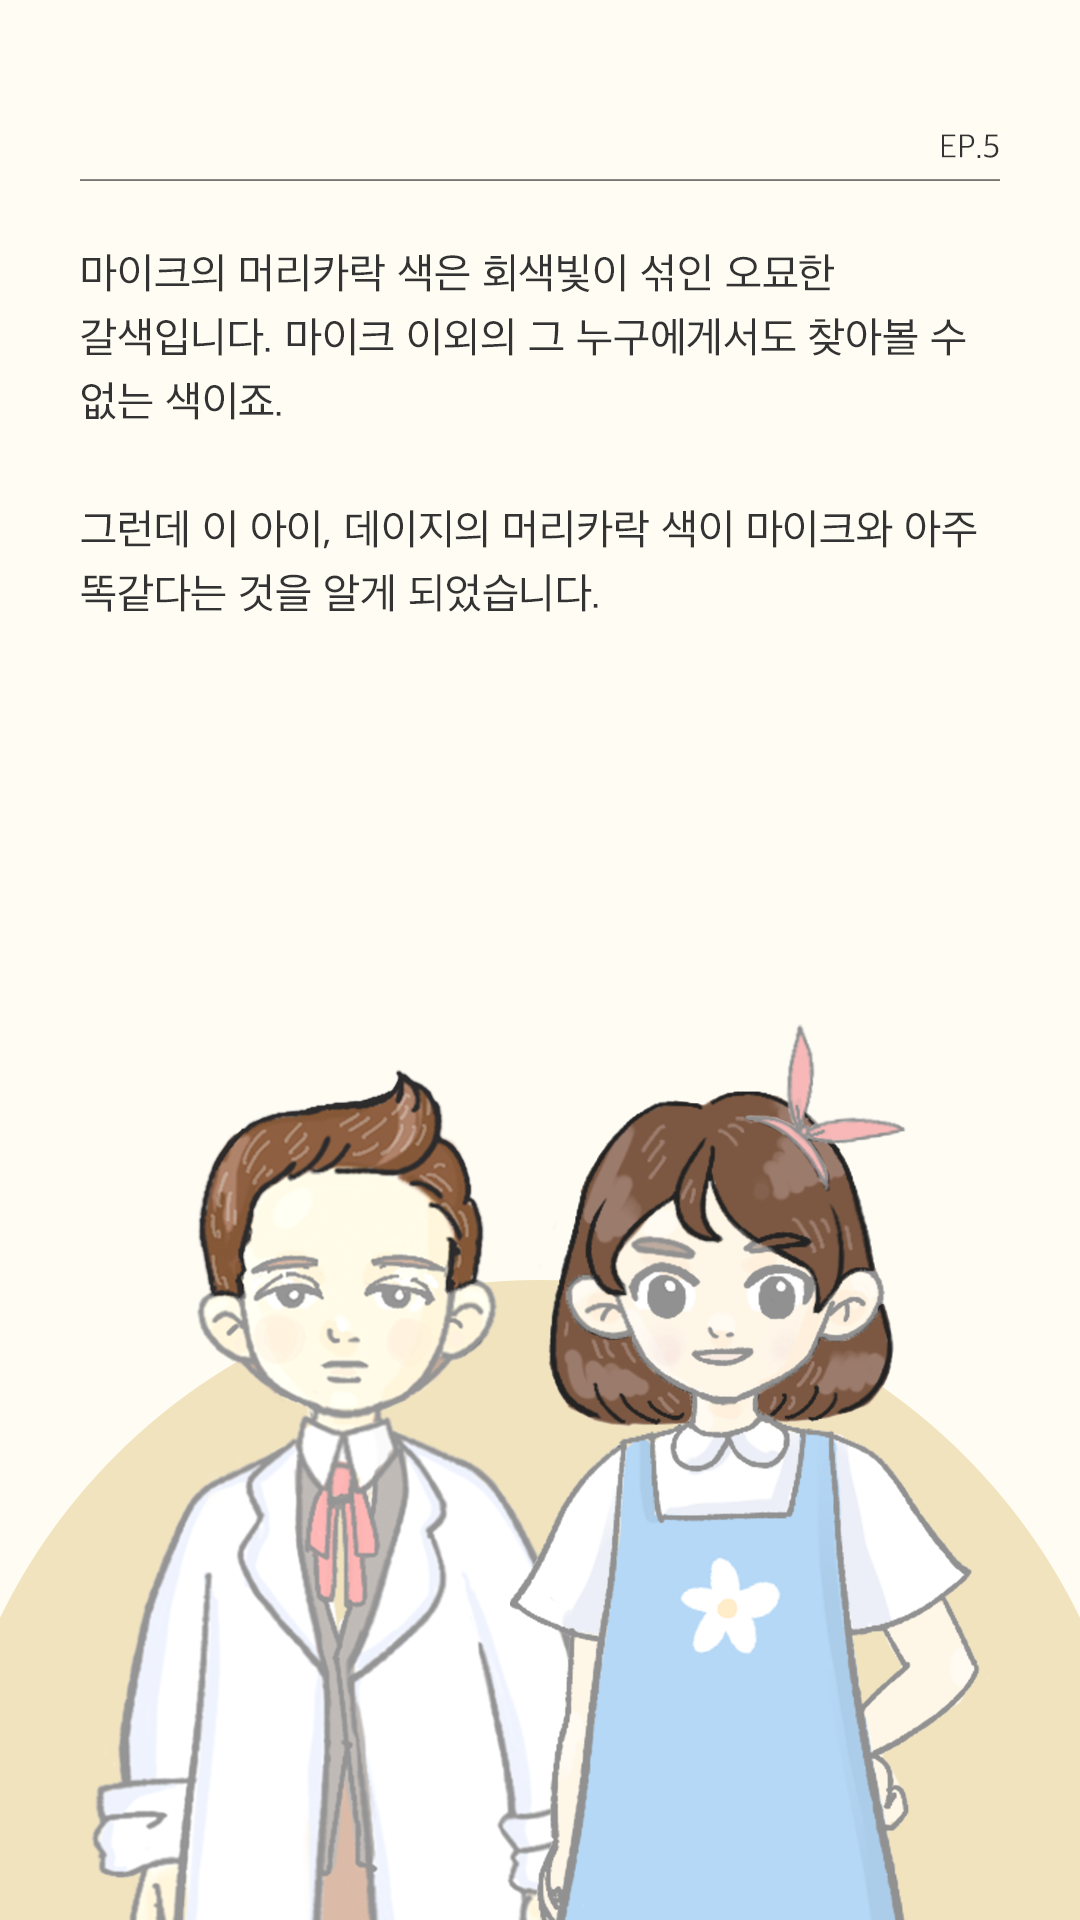 EP.5
마이크의 머리카락 색은 회색빛이 섞인 오묘한
갈색입니다. 마이크 이외의 그 누구에게서도 찾아볼 수
없는 색이죠.
그런데 이 아이, 데이지의 머리카락 색이 마이크와 아주
똑같다는 것을 알게 되었습니다.